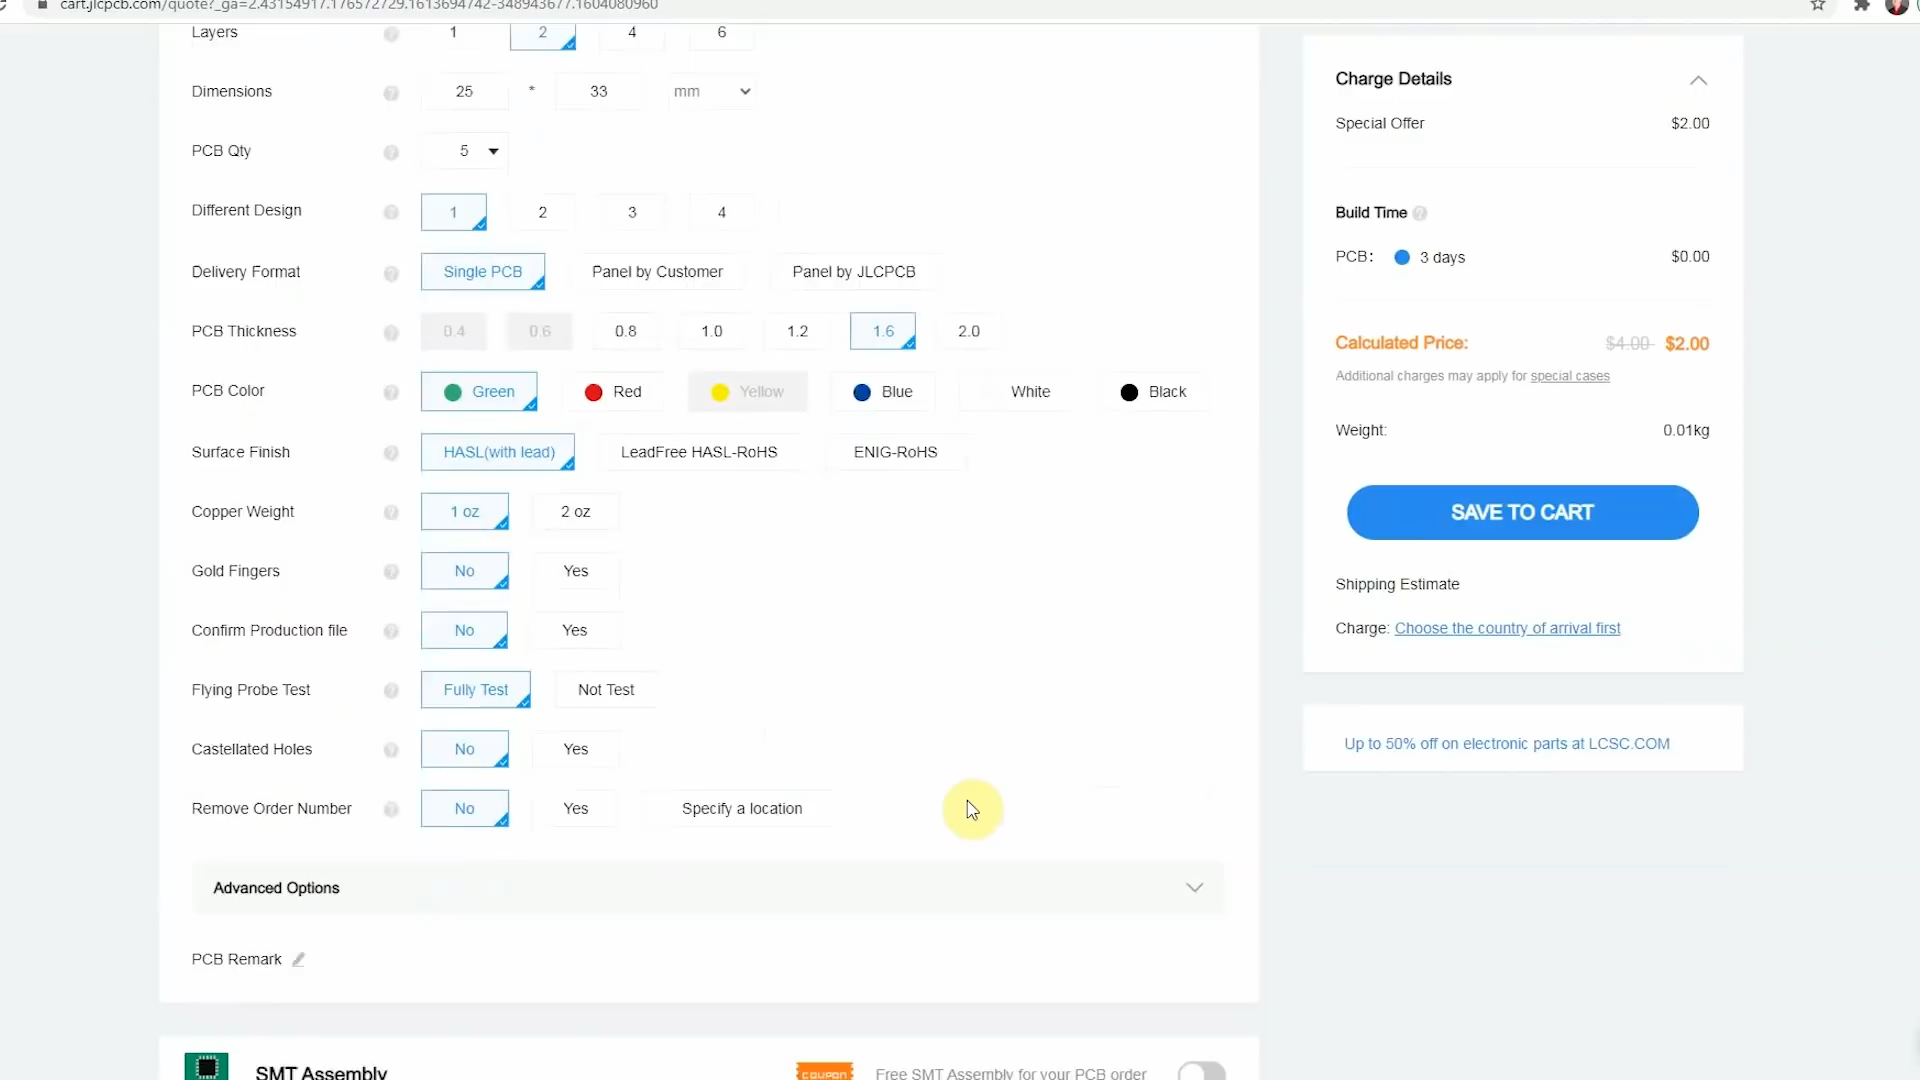 cart.jlcpcb.com/quote?_ga=2.43154917.176572729.1613694742-348943677.1604080960
Layers 1 2 4 6
Dimensions 25 * 33 mm
PCB Qty 5
Different Design 1 2 3 4
Delivery Format Single PCB Panel by Customer Panel by JLCPCB
PCB Thickness 0.4 0.6 0.8 1.0 1.2 1.6 2.0
PCB Color Green Red Yellow Blue White Black
Surface Finish HASL(with lead) LeadFree HASL-RoHS ENIG-RoHS
Copper Weight 1 oz 2 oz
Gold Fingers No Yes
Confirm Production file No Yes
Flying Probe Test Fully Test Not Test
Castellated Holes No Yes
Remove Order Number No Yes Specify a location
Advanced Options
PCB Remark
SMT Assembly coupon Free SMT Assembly for your PCB order
Charge Details
Special Offer $2.00
Build Time
PCB: 3 days $0.00
Calculated Price: $4.00 $2.00
Additional charges may apply for special cases
Weight: 0.01kg
SAVE TO CART
Shipping Estimate
Charge: Choose the country of arrival first
Up to 50% off on electronic parts at LCSC.COM